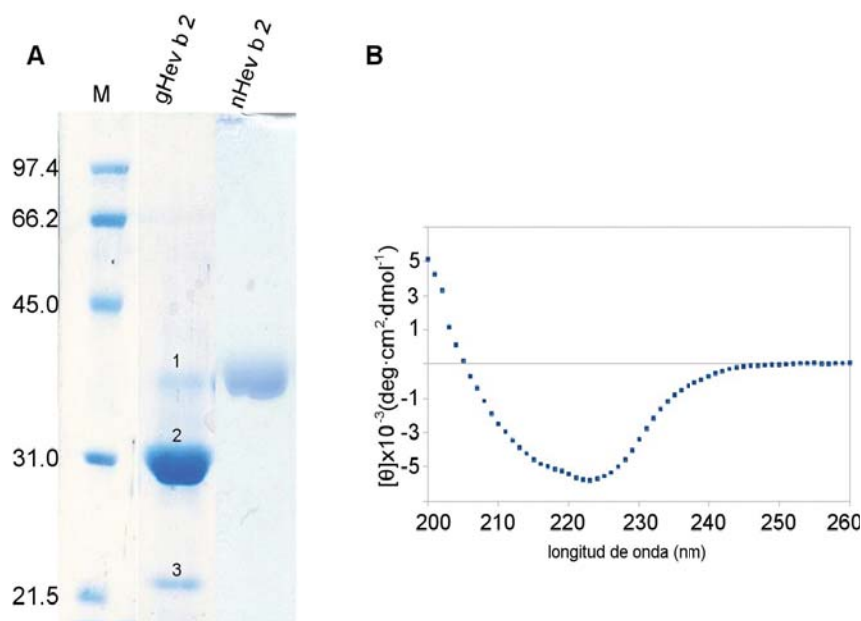 A
M
gHev b 2
nHev b 2
97.4
66.2
45.0
31.0
21.5
1
2
3
B
[θ]x10⁻³(deg·cm²·dmol⁻¹)
5
3
1
-1
-3
-5
200 210 220 230 240 250 260
longitud de onda (nm)